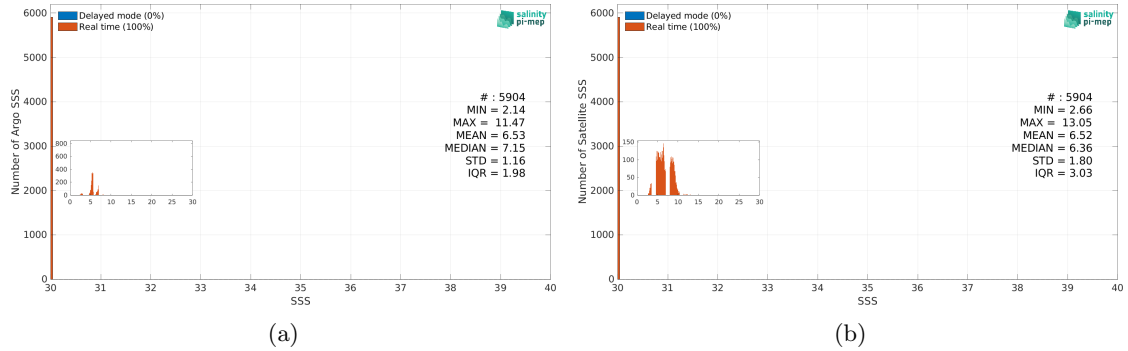 6000
5000
4000
3000
2000
1000
0
Number of Argo SSS
Delayed mode (0%)
Real time (100%)
salinity
pi-mep
# : 5904
MIN = 2.14
MAX = 11.47
MEAN = 6.53
MEDIAN = 7.15
STD = 1.16
IQR = 1.98
800
600
400
200
0
0 5 10 15 20 25 30
30 31 32 33 34 35 36 37 38 39 40
SSS
(a)
6000
5000
4000
3000
2000
1000
0
Number of Satellite SSS
Delayed mode (0%)
Real time (100%)
salinity
pi-mep
# : 5904
MIN = 2.66
MAX = 13.05
MEAN = 6.52
MEDIAN = 6.36
STD = 1.80
IQR = 3.03
150
100
50
0
0 5 10 15 20 25 30
30 31 32 33 34 35 36 37 38 39 40
SSS
(b)